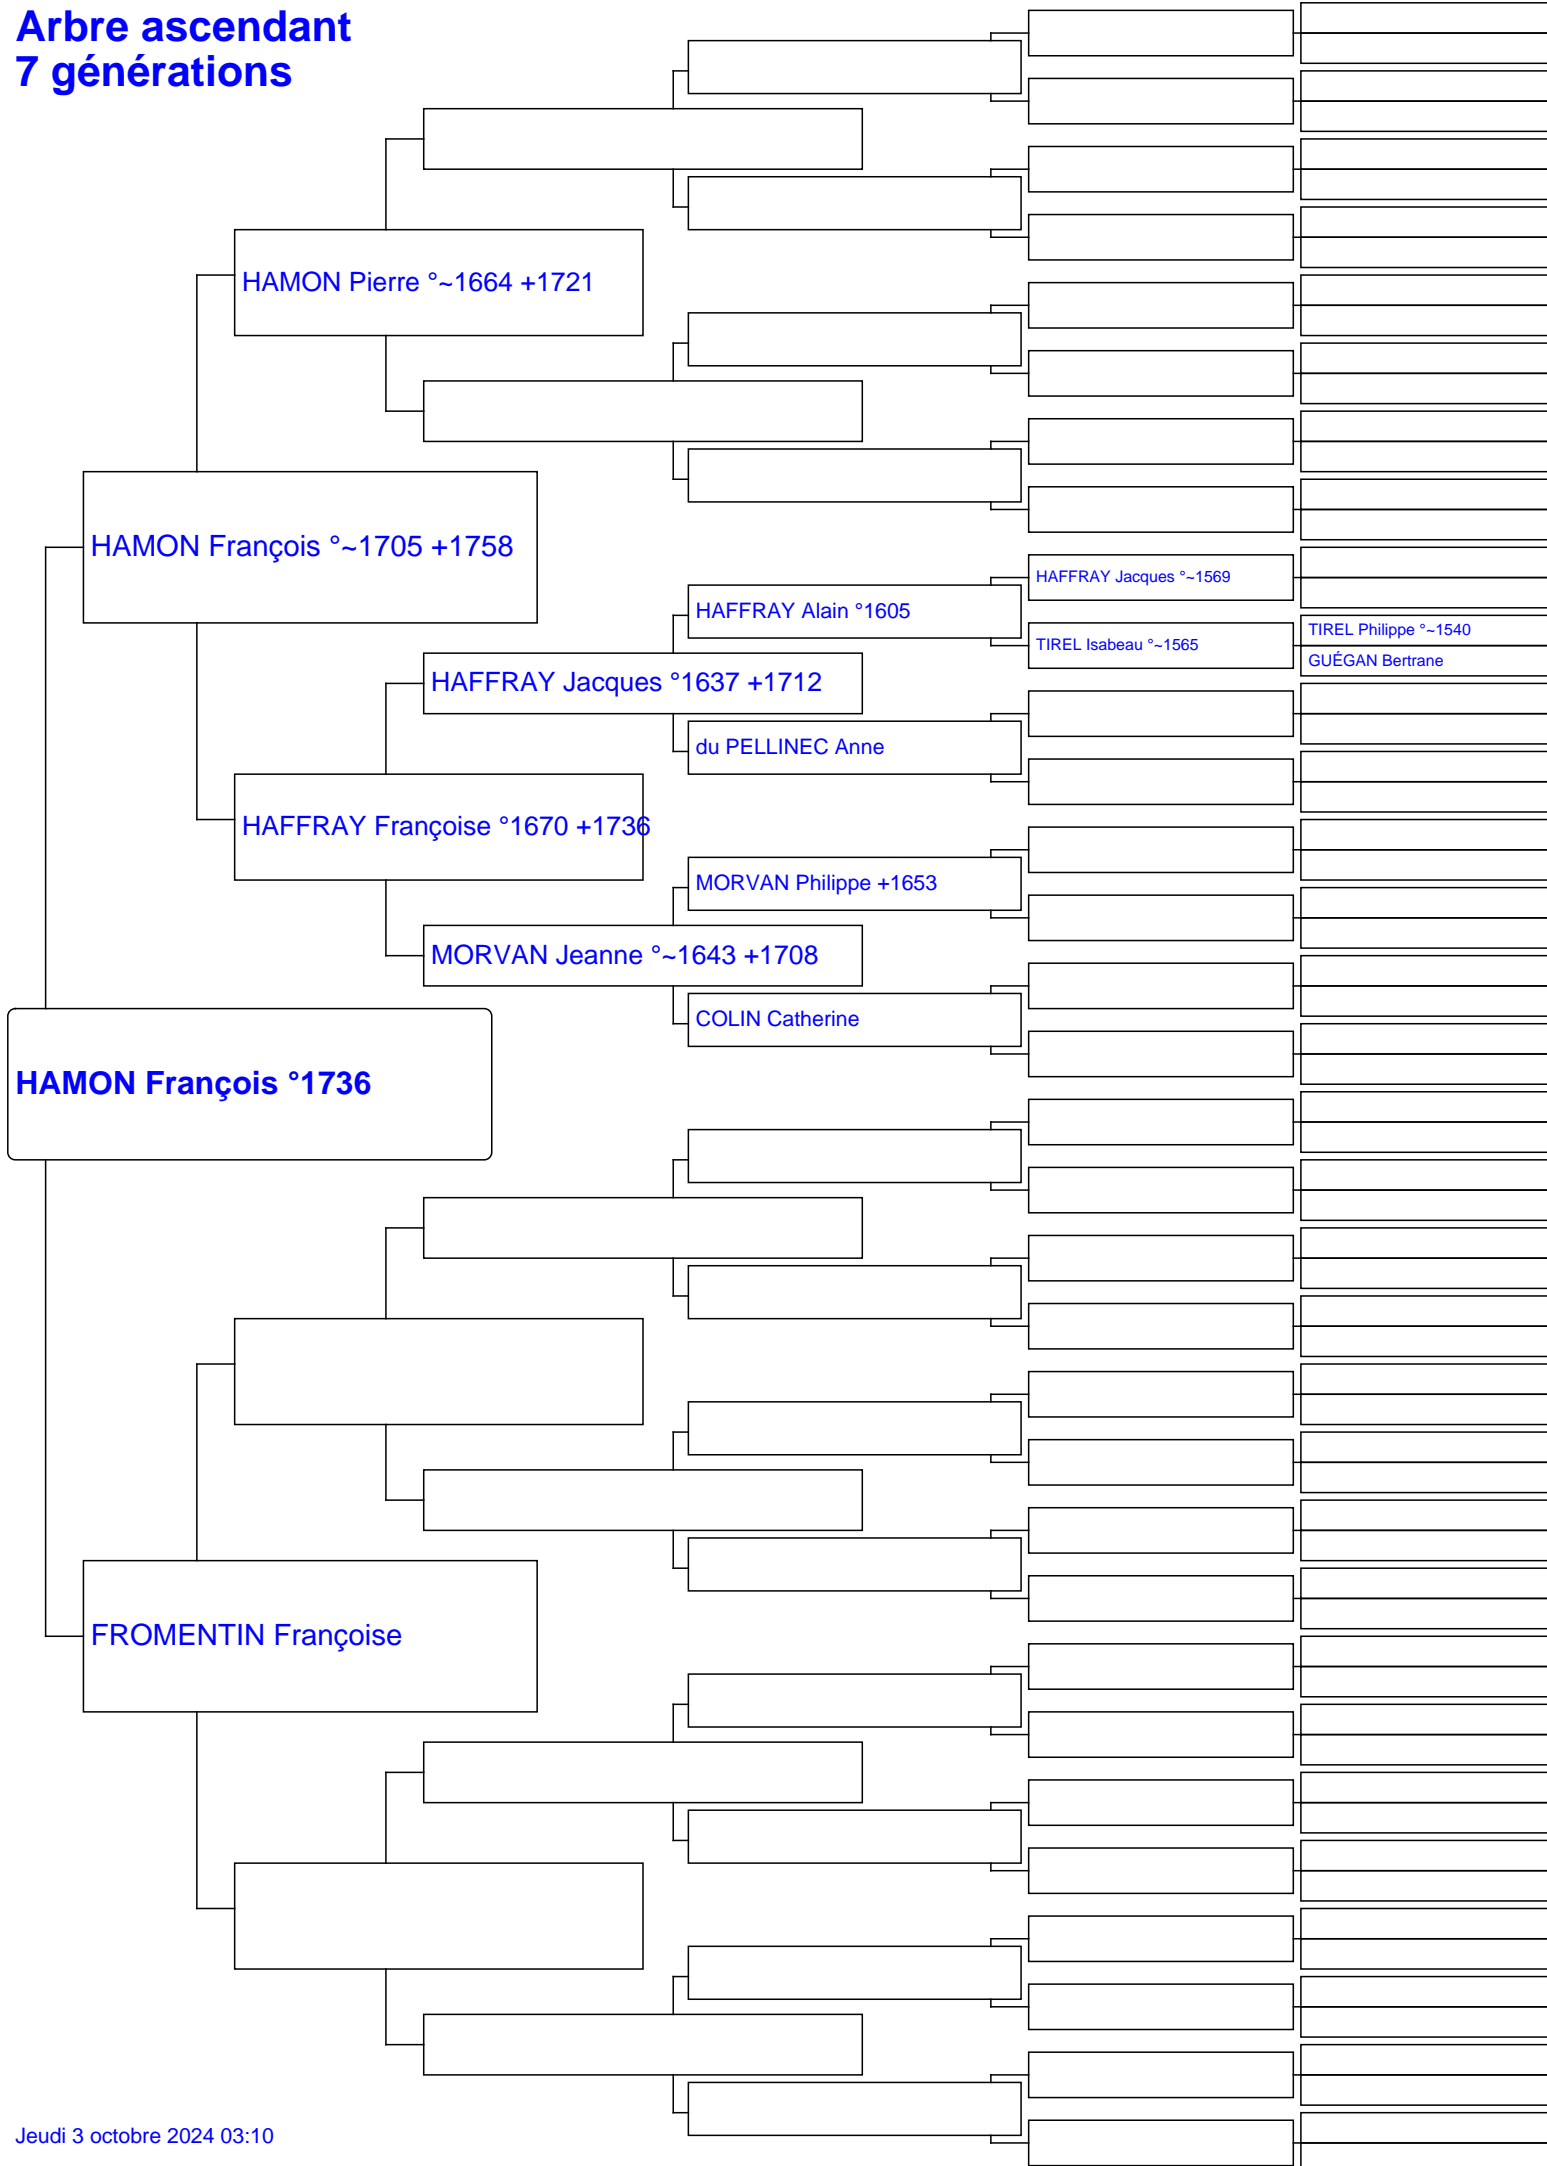 Arbre ascendant
7 générations
HAMON Pierre °~1664 +1721
HAMON François °~1705 +1758
HAFFRAY Jacques °~1569
HAFFRAY Alain °1605
TIREL Philippe °~1540
TIREL Isabeau °~1565
GUÉGAN Bertrane
HAFFRAY Jacques °1637 +1712
du PELLINEC Anne
HAFFRAY Françoise °1670 +1736
MORVAN Philippe +1653
MORVAN Jeanne °~1643 +1708
COLIN Catherine
HAMON François °1736
FROMENTIN Françoise
Jeudi 3 octobre 2024 03:10